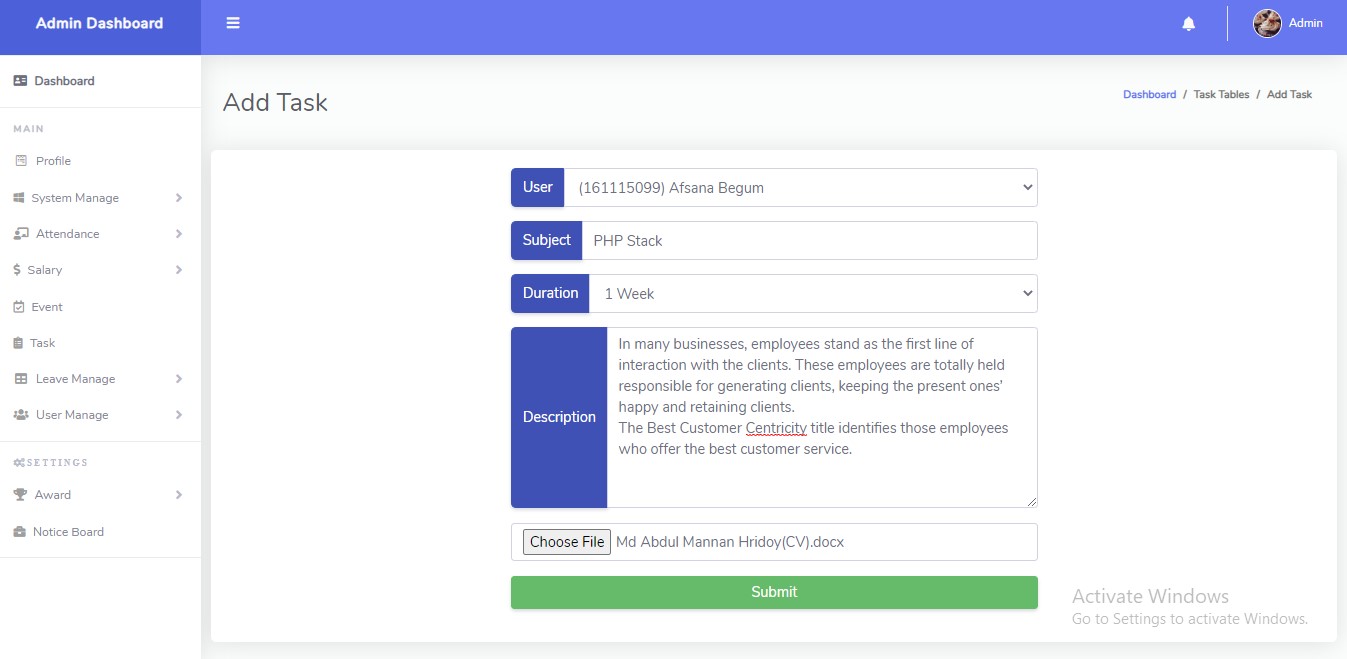 Admin Dashboard
Admin
Dashboard
MAIN
Profile
System Manage
Attendance
Salary
Event
Task
Leave Manage
User Manage
SETTINGS
Award
Notice Board
Add Task
Dashboard / Task Tables / Add Task
User (161115099) Afsana Begum
Subject PHP Stack
Duration 1 Week
Description
In many businesses, employees stand as the first line of
interaction with the clients. These employees are totally held
responsible for generating clients, keeping the present ones'
happy and retaining clients.
The Best Customer Centricity title identifies those employees
who offer the best customer service.
Choose File Md Abdul Mannan Hridoy(CV).docx
Submit
Activate Windows
Go to Settings to activate Windows.